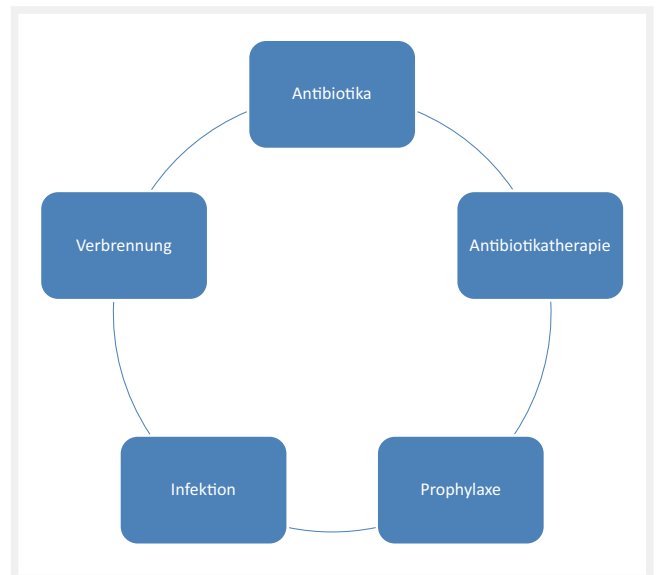 Antibiotika
Verbrennung
Antibiotikatherapie
Infektion
Prophylaxe